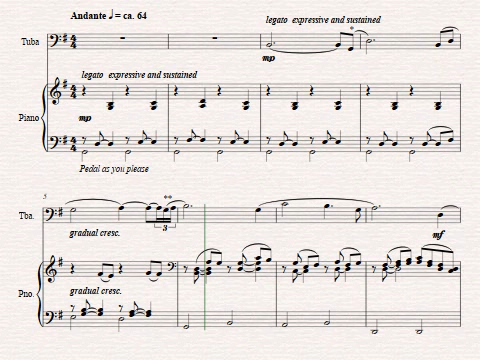 Andante ♩ = ca. 64
legato expressive and sustained
Tuba
mp
legato expressive and sustained
Piano
mp
Pedal as you please
5
Tba.
gradual cresc.
3
mf
Pno.
gradual cresc.